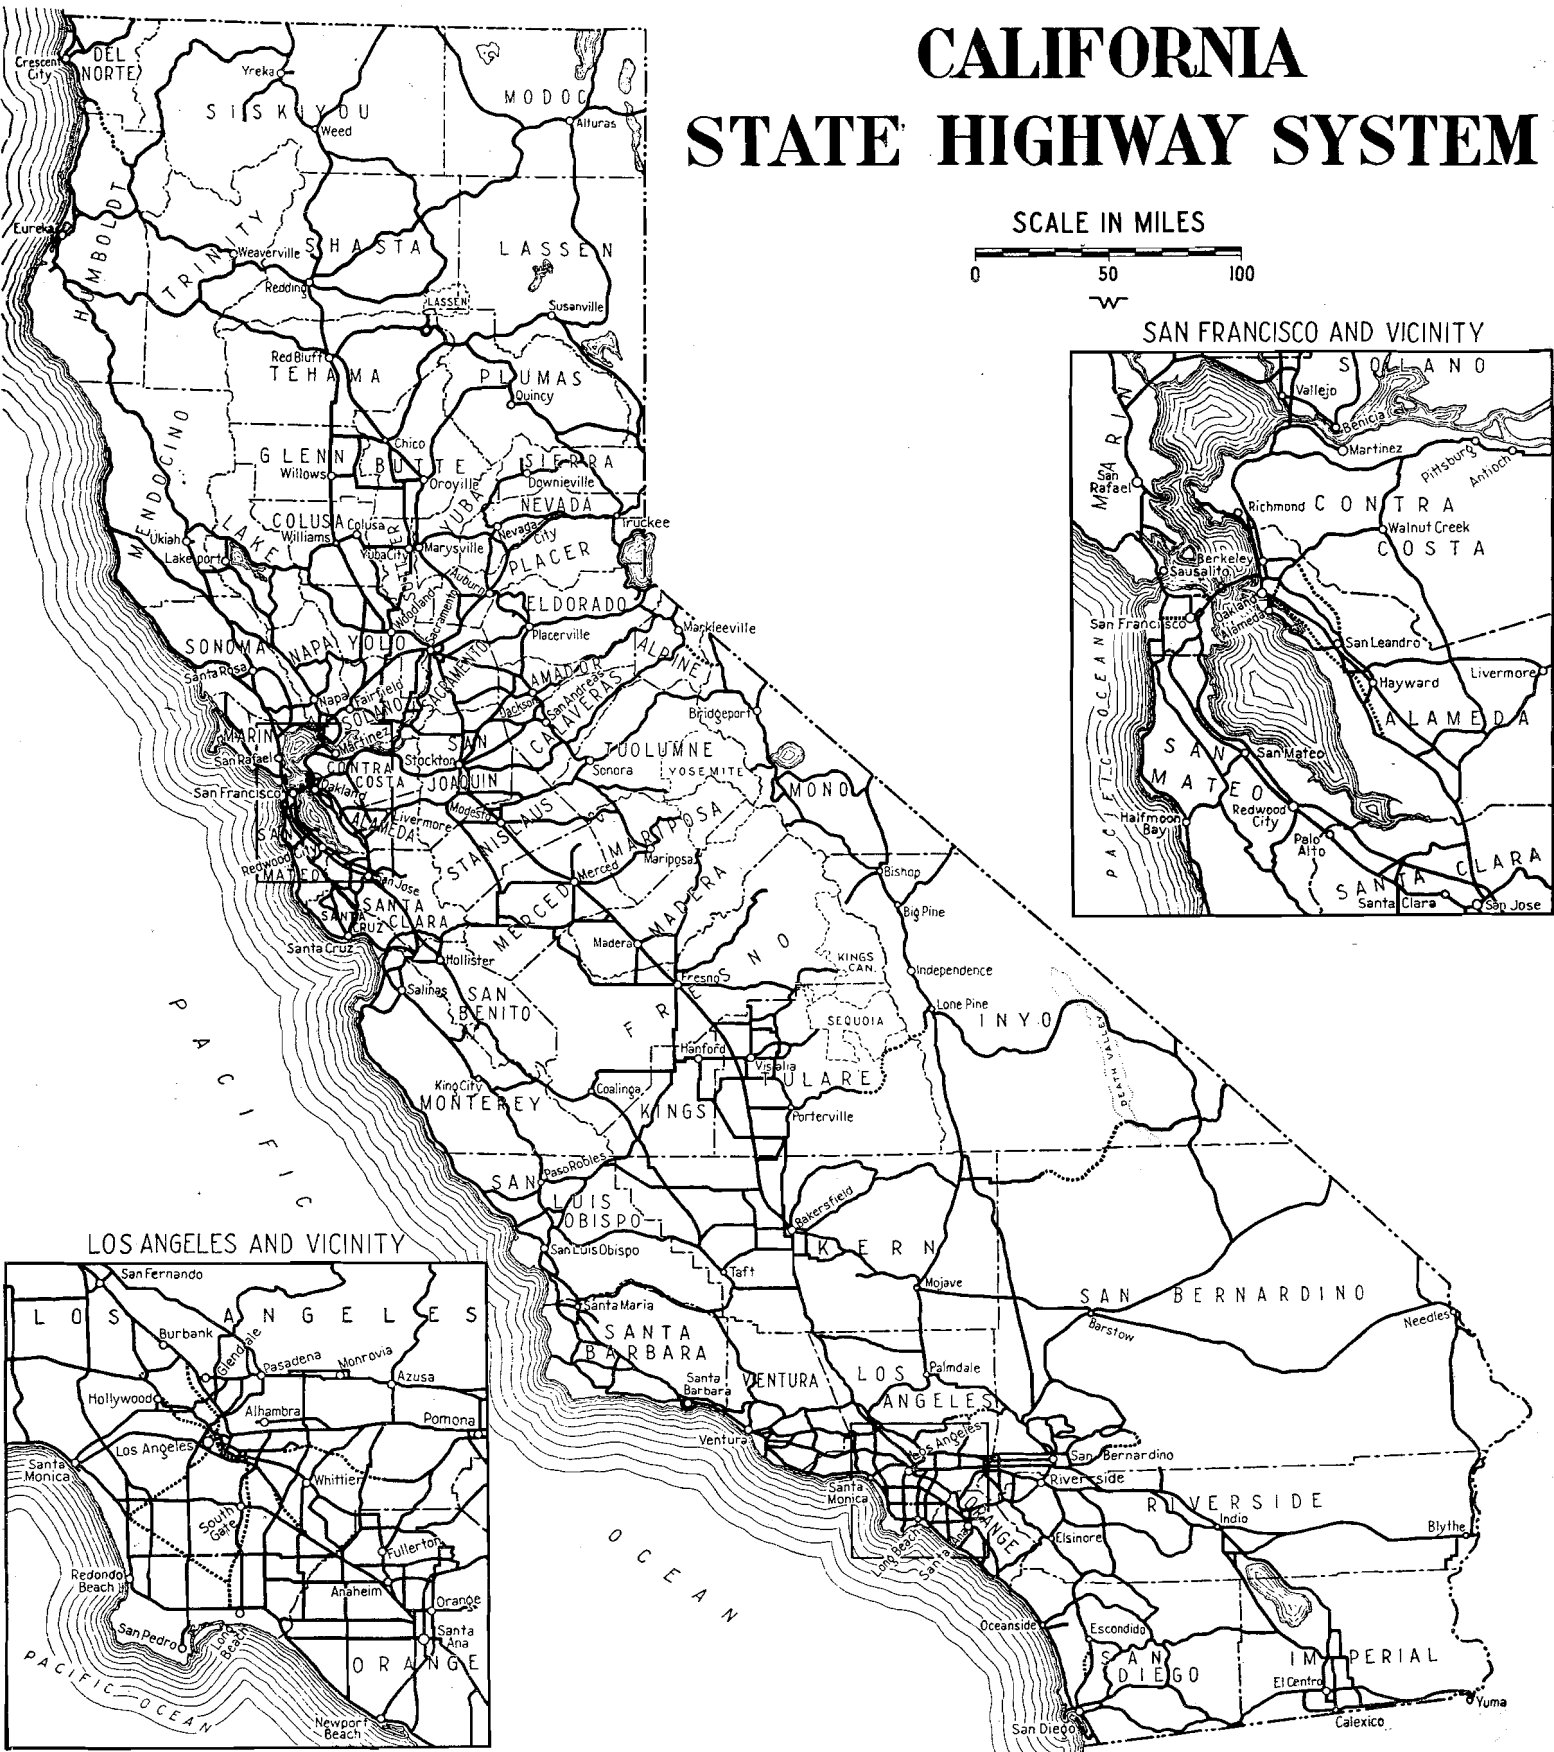 CALIFORNIA
STATE HIGHWAY SYSTEM
SCALE IN MILES
0 50 100
SAN FRANCISCO AND VICINITY
SOLANO
Vallejo
Benicia
MARIN
Martinez
Pittsburg
Antioch
San
Rafael
Richmond
CONTRA
COSTA
Walnut Creek
Berkeley
Sausalito
Oakland
Alameda
San Francisco
San Leandro
Hayward
Livermore
ALAMEDA
PACIFIC OCEAN
SAN
MATEO
San Mateo
Redwood
City
Halfmoon
Bay
Palo
Alto
SANTA CLARA
Santa Clara
San Jose
Crescent
City
DEL
NORTE
Yreka
SISKIYOU
Weed
MODOC
Alturas
Eureka
HUMBOLDT
TRINITY
Weaverville
SHASTA
Redding
LASSEN
LASSEN
Susanville
Red Bluff
TEHAMA
PLUMAS
Quincy
MENDOCINO
GLENN
Willows
Chico
BUTTE
Oroville
SIERRA
Downieville
YUBA
NEVADA
Nevada
City
Truckee
COLUSA
Colusa
Williams
Ukiah
LAKE
Lakeport
Yuba City
SUTTER
Marysville
PLACER
Auburn
Woodland
Sacramento
ELDORADO
Placerville
Markleeville
ALPINE
SONOMA
Santa Rosa
NAPA
YOLO
Napa
Fairfield
SOLANO
SACRAMENTO
AMADOR
Jackson
San Andreas
CALAVERAS
Bridgeport
MARIN
San Rafael
Martinez
CONTRA
COSTA
Stockton
SAN
JOAQUIN
TUOLUMNE
Sonora
YOSEMITE
MONO
San Francisco
Oakland
Livermore
ALAMEDA
Modesto
STANISLAUS
MARIPOSA
Mariposa
SAN
MATEO
Redwood City
San Jose
SANTA
CLARA
SANTA
CRUZ
Santa Cruz
MERCED
Merced
MADERA
Madera
Bishop
Big Pine
Hollister
Salinas
SAN
BENITO
FRESNO
Fresno
KINGS
CAN.
Independence
Lone Pine
INYO
SEQUOIA
DEATH VALLEY
Hanford
Visalia
TULARE
King City
MONTEREY
Coalinga
KINGS
Porterville
PACIFIC
OCEAN
Paso Robles
SAN
LUIS
OBISPO
San Luis Obispo
Bakersfield
KERN
Taft
Mojave
SAN BERNARDINO
Barstow
Needles
Santa Maria
SANTA
BARBARA
Santa
Barbara
VENTURA
Ventura
LOS
ANGELES
Palmdale
Los Angeles
San Bernardino
Riverside
RIVERSIDE
Santa
Monica
Long Beach
Santa Ana
ORANGE
Elsinore
Indio
Blythe
Oceanside
Escondido
SAN
DIEGO
San Diego
IMPERIAL
El Centro
Calexico
Yuma
LOS ANGELES AND VICINITY
San Fernando
LOS ANGELES
Burbank
Glendale
Pasadena
Monrovia
Azusa
Hollywood
Alhambra
Pomona
Los Angeles
Santa
Monica
Whittier
South
Gate
Fullerton
Redondo
Beach
Anaheim
Orange
San Pedro
Long
Beach
Santa
Ana
ORANGE
PACIFIC OCEAN
Newport
Beach